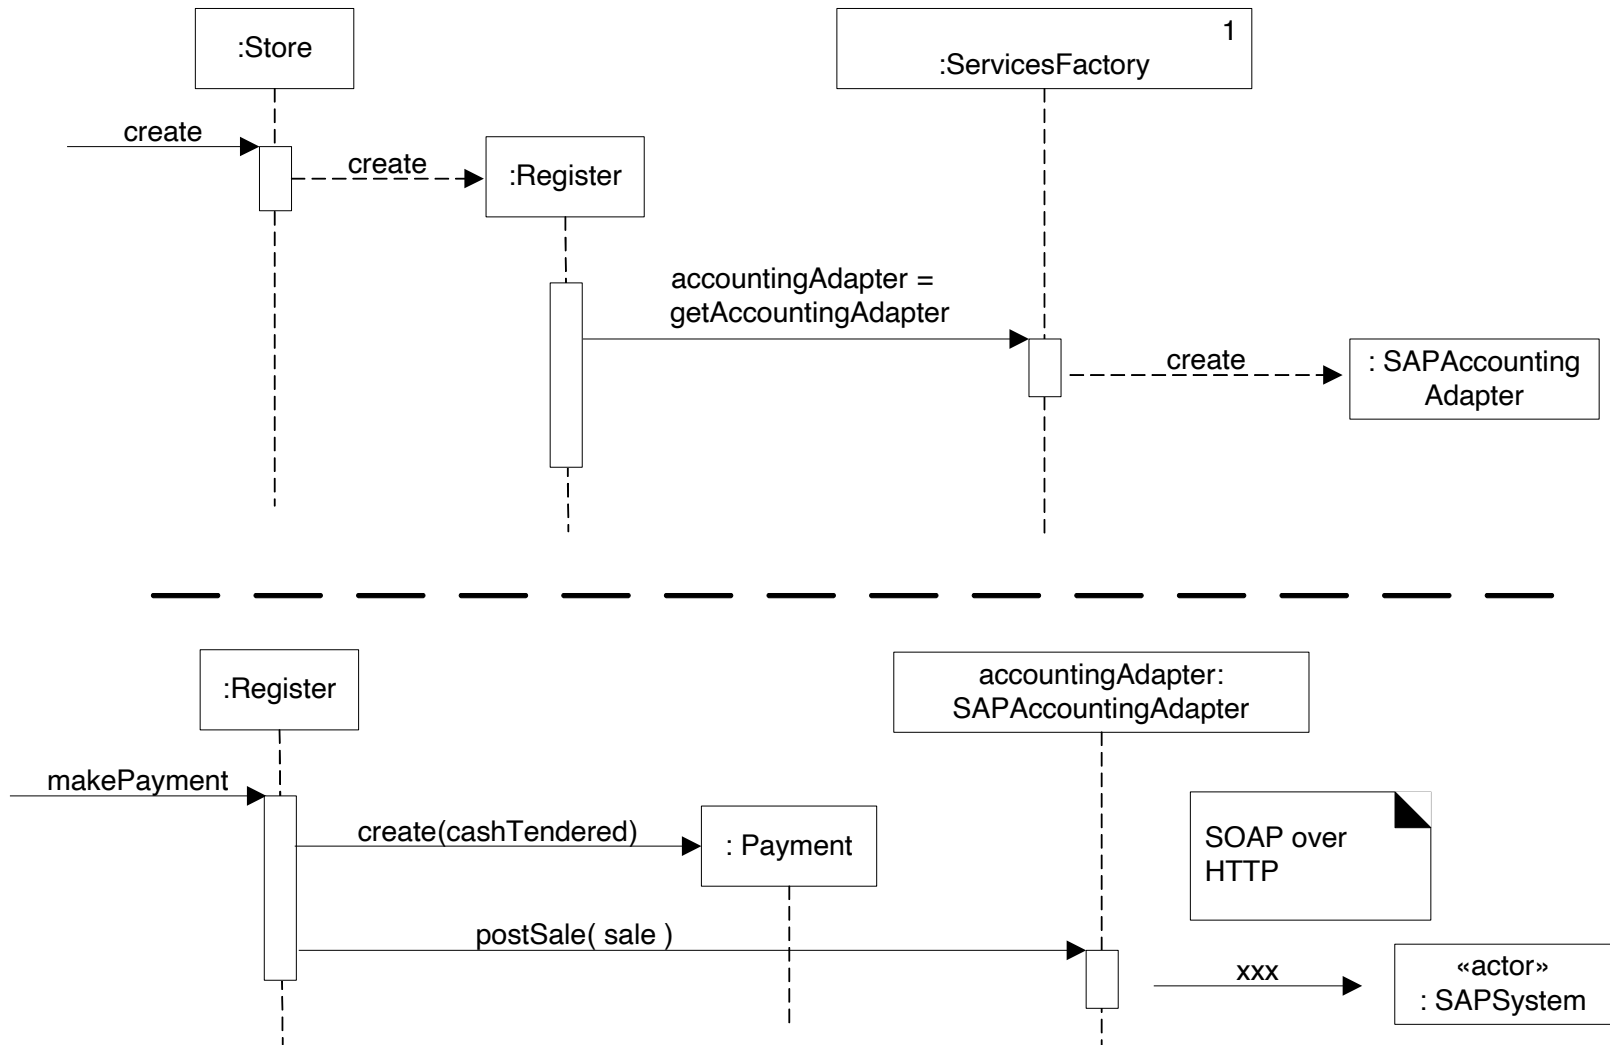 :Store
1
:ServicesFactory
create
create
:Register
accountingAdapter =
getAccountingAdapter
create
: SAPAccounting
Adapter
:Register
accountingAdapter:
SAPAccountingAdapter
makePayment
create(cashTendered)
: Payment
SOAP over
HTTP
postSale( sale )
xxx
«actor»
: SAPSystem